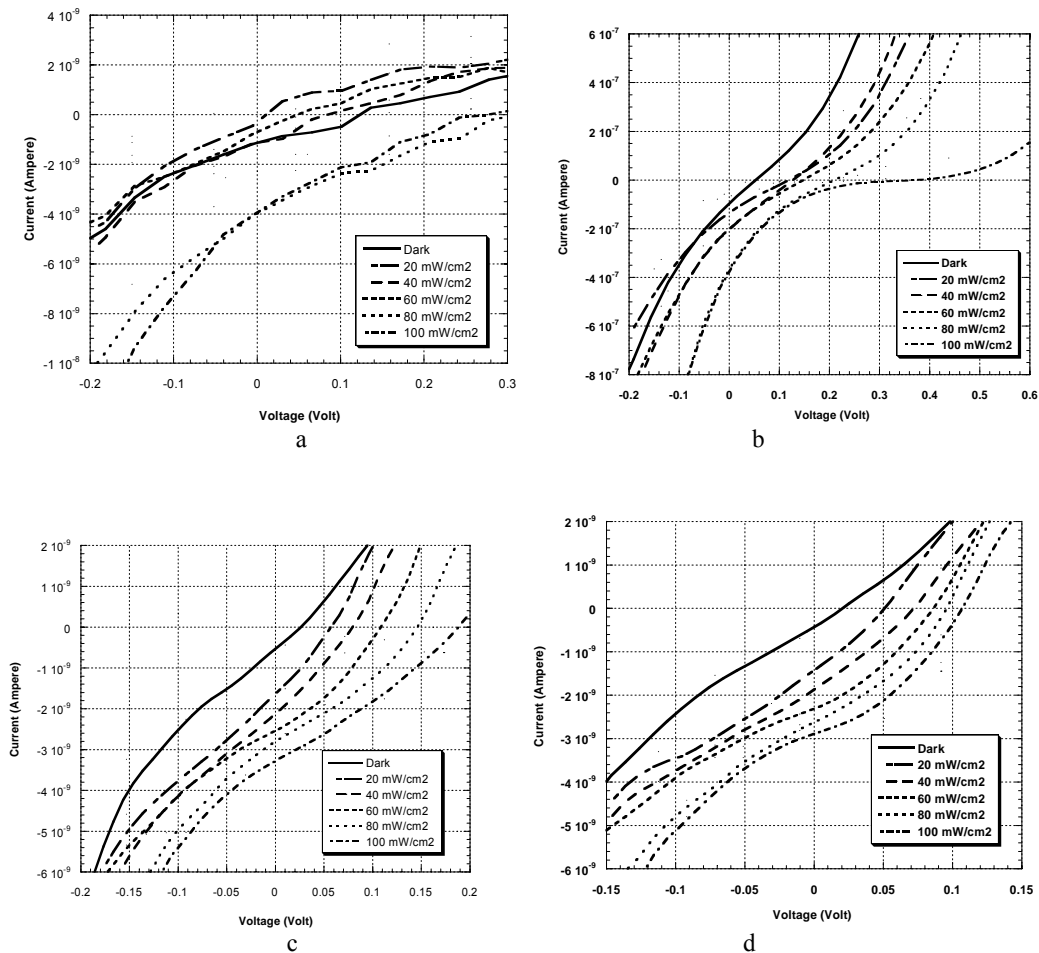 4 10⁻⁹
2 10⁻⁹
0
-2 10⁻⁹
-4 10⁻⁹
-6 10⁻⁹
-8 10⁻⁹
-1 10⁻⁸
Current (Ampere)
Dark
20 mW/cm2
40 mW/cm2
60 mW/cm2
80 mW/cm2
100 mW/cm2
-0.2 -0.1 0 0.1 0.2 0.3
Voltage (Volt)
a
6 10⁻⁷
4 10⁻⁷
2 10⁻⁷
0
-2 10⁻⁷
-4 10⁻⁷
-6 10⁻⁷
-8 10⁻⁷
Current (Ampere)
Dark
20 mW/cm2
40 mW/cm2
60 mW/cm2
80 mW/cm2
100 mW/cm2
-0.2 -0.1 0 0.1 0.2 0.3 0.4 0.5 0.6
Voltage (Volt)
b
2 10⁻⁹
1 10⁻⁹
0
-1 10⁻⁹
-2 10⁻⁹
-3 10⁻⁹
-4 10⁻⁹
-5 10⁻⁹
-6 10⁻⁹
Current (Ampere)
Dark
20 mW/cm2
40 mW/cm2
60 mW/cm2
80 mW/cm2
100 mW/cm2
-0.2 -0.15 -0.1 -0.05 0 0.05 0.1 0.15 0.2
Voltage (Volt)
c
2 10⁻⁹
1 10⁻⁹
0
-1 10⁻⁹
-2 10⁻⁹
-3 10⁻⁹
-4 10⁻⁹
-5 10⁻⁹
-6 10⁻⁹
Current (Ampere)
Dark
20 mW/cm2
40 mW/cm2
60 mW/cm2
80 mW/cm2
100 mW/cm2
-0.15 -0.1 -0.05 0 0.05 0.1 0.15
Voltage (Volt)
d